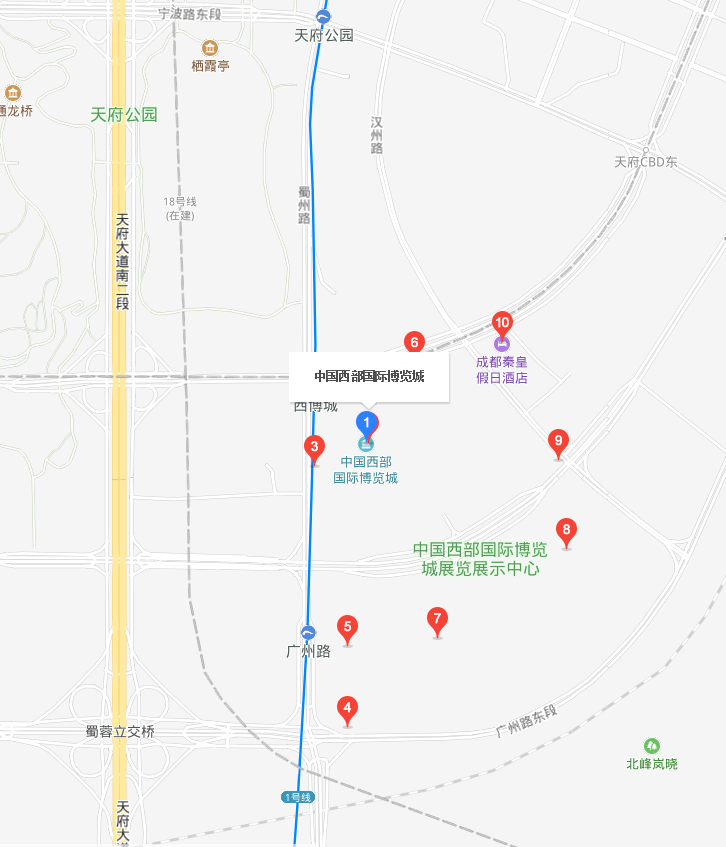 宁波路东段
天府公园
栖霞亭
通龙桥
天府公园
汉州路
天府CBD东
18号线
(在建)
蜀州路
天府大道南二段
6
10
成都秦皇
假日酒店
中国西部国际博览城
西博城
1
3
9
中国西部
国际博览城
8
中国西部国际博览
城展览展示中心
7
5
广州路
4
广州路东段
蜀蓉立交桥
北峰岚晓
1号线
天府大道